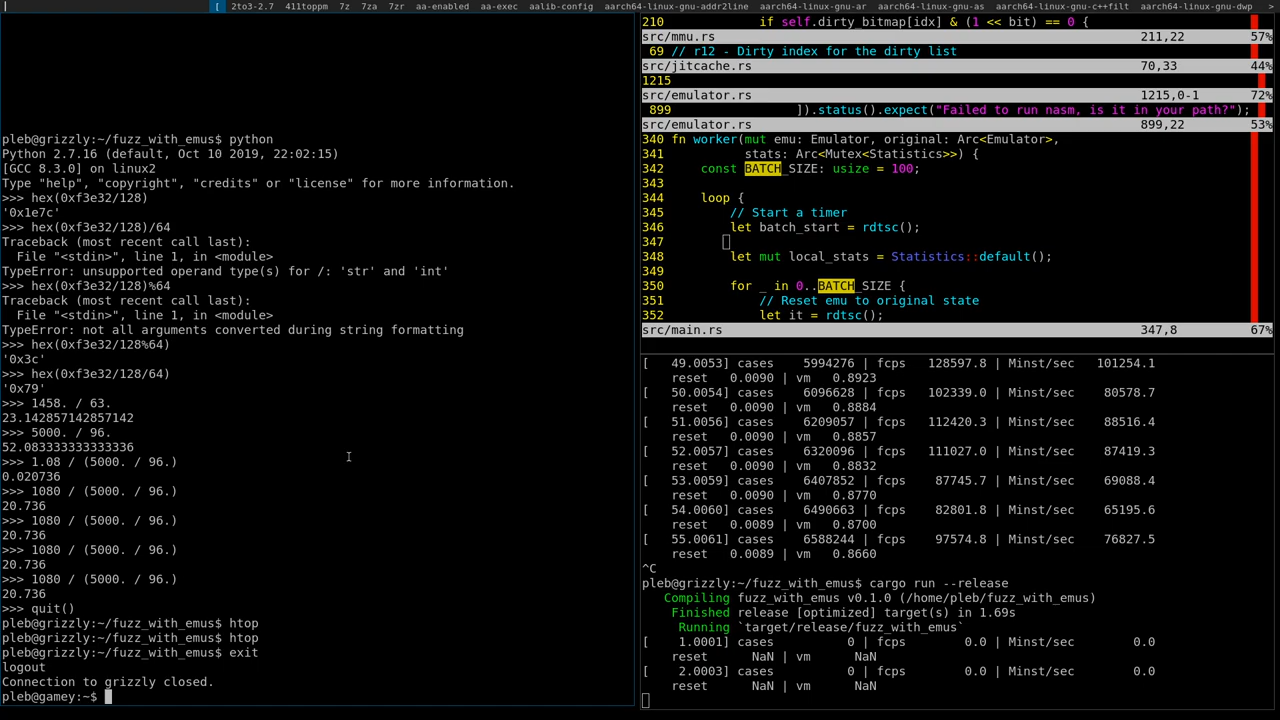 [ 2to3-2.7 411toppm 7z 7za 7zr aa-enabled aa-exec aalib-config aarch64-linux-gnu-addr2line aarch64-linux-gnu-ar aarch64-linux-gnu-as aarch64-linux-gnu-c++filt aarch64-linux-gnu-dwp >
pleb@grizzly:~/fuzz_with_emus$ python
Python 2.7.16 (default, Oct 10 2019, 22:02:15)
[GCC 8.3.0] on linux2
Type "help", "copyright", "credits" or "license" for more information.
>>> hex(0xf3e32/128)
'0x1e7c'
>>> hex(0xf3e32/128)/64
Traceback (most recent call last):
  File "<stdin>", line 1, in <module>
TypeError: unsupported operand type(s) for /: 'str' and 'int'
>>> hex(0xf3e32/128)%64
Traceback (most recent call last):
  File "<stdin>", line 1, in <module>
TypeError: not all arguments converted during string formatting
>>> hex(0xf3e32/128%64)
'0x3c'
>>> hex(0xf3e32/128/64)
'0x79'
>>> 1458. / 63.
23.142857142857142
>>> 5000. / 96.
52.083333333333336
>>> 1.08 / (5000. / 96.)
0.020736
>>> 1080 / (5000. / 96.)
20.736
>>> 1080 / (5000. / 96.)
20.736
>>> 1080 / (5000. / 96.)
20.736
>>> 1080 / (5000. / 96.)
20.736
>>> quit()
pleb@grizzly:~/fuzz_with_emus$ htop
pleb@grizzly:~/fuzz_with_emus$ htop
pleb@grizzly:~/fuzz_with_emus$ exit
logout
Connection to grizzly closed.
pleb@gamey:~$
210             if self.dirty_bitmap[idx] & (1 << bit) == 0 {
src/mmu.rs 211,22 57%
69 // r12 - Dirty index for the dirty list
src/jitcache.rs 70,33 44%
1215
src/emulator.rs 1215,0-1 72%
899                 ]).status().expect("Failed to run nasm, is it in your path?");
src/emulator.rs 899,22 53%
340 fn worker(mut emu: Emulator, original: Arc<Emulator>,
341           stats: Arc<Mutex<Statistics>>) {
342     const BATCH_SIZE: usize = 100;
343
344     loop {
345         // Start a timer
346         let batch_start = rdtsc();
347
348         let mut local_stats = Statistics::default();
349
350         for _ in 0..BATCH_SIZE {
351             // Reset emu to original state
352             let it = rdtsc();
src/main.rs 347,8 67%
[   49.0053] cases    5994276 | fcps   128597.8 | Minst/sec   101254.1
    reset   0.0090 | vm   0.8923
[   50.0054] cases    6096628 | fcps   102339.0 | Minst/sec    80578.7
    reset   0.0090 | vm   0.8884
[   51.0056] cases    6209057 | fcps   112420.3 | Minst/sec    88516.4
    reset   0.0090 | vm   0.8857
[   52.0057] cases    6320096 | fcps   111027.0 | Minst/sec    87419.3
    reset   0.0090 | vm   0.8832
[   53.0059] cases    6407852 | fcps    87745.7 | Minst/sec    69088.4
    reset   0.0090 | vm   0.8770
[   54.0060] cases    6490663 | fcps    82801.8 | Minst/sec    65195.6
    reset   0.0089 | vm   0.8700
[   55.0061] cases    6588244 | fcps    97574.8 | Minst/sec    76827.5
    reset   0.0089 | vm   0.8660
^C
pleb@grizzly:~/fuzz_with_emus$ cargo run --release
   Compiling fuzz_with_emus v0.1.0 (/home/pleb/fuzz_with_emus)
    Finished release [optimized] target(s) in 1.69s
     Running `target/release/fuzz_with_emus`
[    1.0001] cases          0 | fcps        0.0 | Minst/sec        0.0
    reset      NaN | vm      NaN
[    2.0003] cases          0 | fcps        0.0 | Minst/sec        0.0
    reset      NaN | vm      NaN